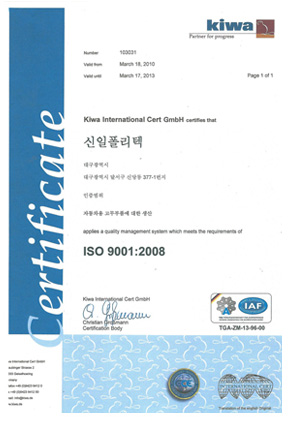 kiwa
Partner for progress
Number 103031
Valid from March 18, 2010
Valid until March 17, 2013 Page 1 of 1
Certificate
Kiwa International Cert GmbH certifies that
신일폴리텍
대구광역시
대구광역시 달서구 신당동 377-1번지
인증범위
자동차용 고무부품에 대한 생산
applies a quality management system which meets the requirements of
ISO 9001:2008
Kiwa International Cert GmbH
Christian Großmann
Certification Body
IAF
TGA-ZM-13-96-00
INTERNATIONAL CERT
Translation of the English Original